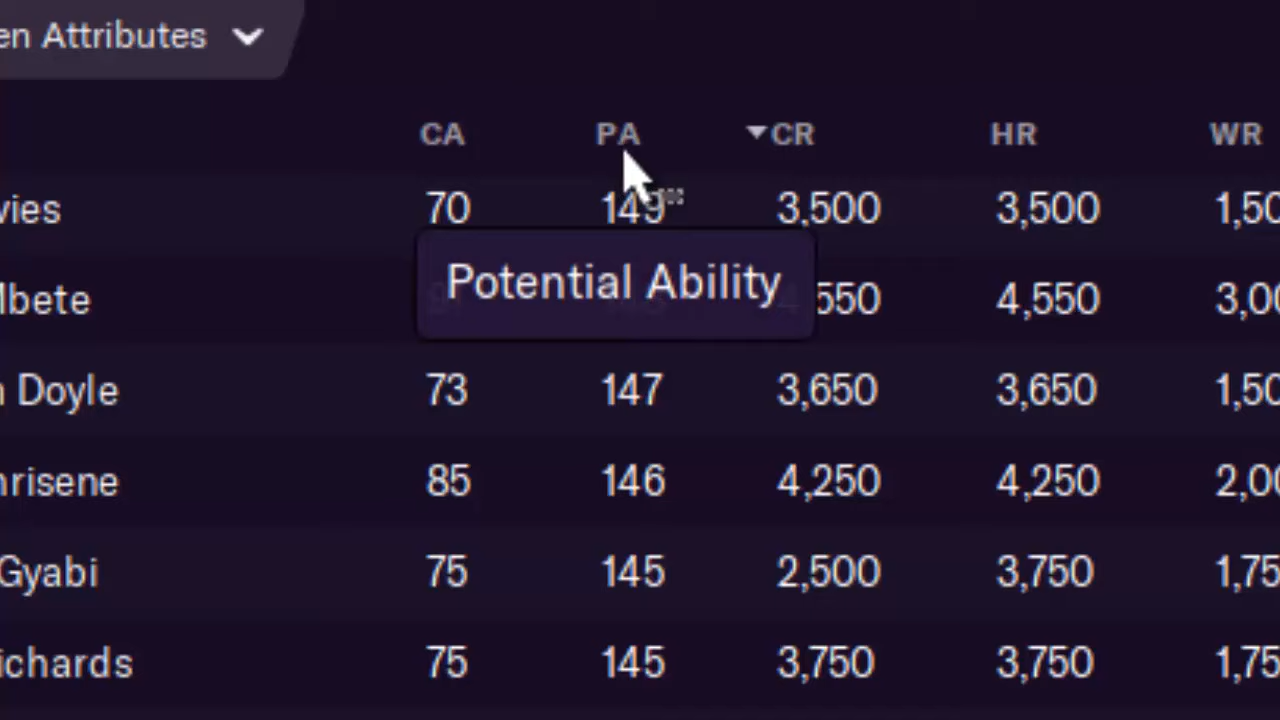 en Attributes
CA PA CR HR WR
vies 70 149 3,500 3,500 1,50
Potential Ability
Mbete 550 4,550 3,00
n Doyle 73 147 3,650 3,650 1,50
hrisene 85 146 4,250 4,250 2,00
Gyabi 75 145 2,500 3,750 1,75
ichards 75 145 3,750 3,750 1,75